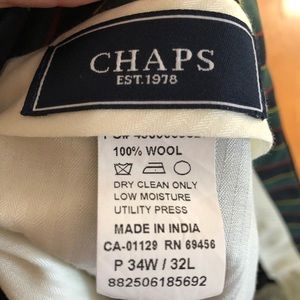 CHAPS
EST.1978
100% WOOL
DRY CLEAN ONLY
LOW MOISTURE
UTILITY PRESS
MADE IN INDIA
CA-01129 RN 69456
P 34W / 32L
882506185692